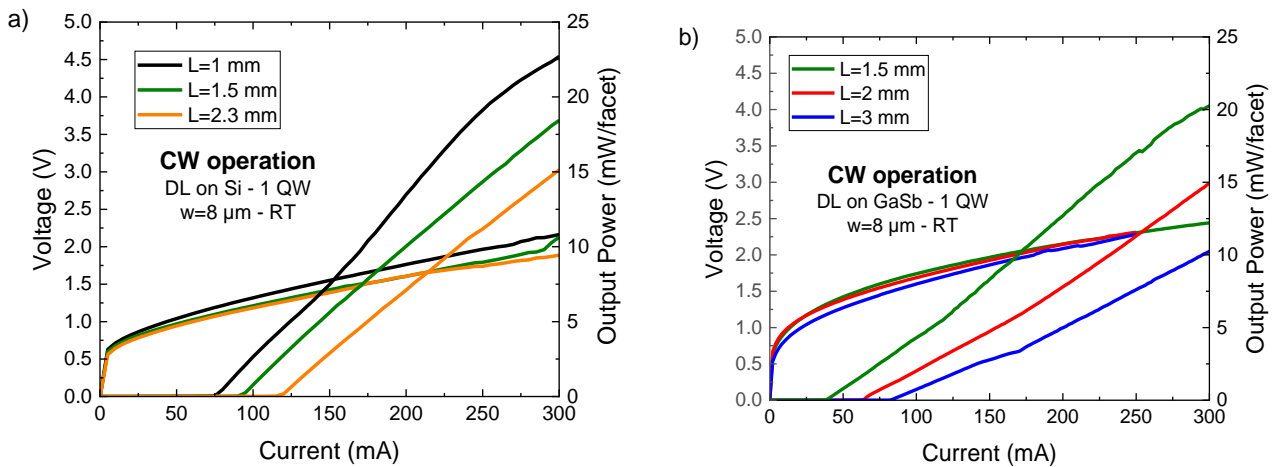 a)
5.0
4.5
4.0
3.5
3.0
2.5
2.0
1.5
1.0
0.5
0.0
Voltage (V)
L=1 mm
L=1.5 mm
L=2.3 mm
CW operation
DL on Si - 1 QW
w=8 µm - RT
25
20
15
10
5
0
Output Power (mW/facet)
0 50 100 150 200 250 300
Current (mA)
b)
5.0
4.5
4.0
3.5
3.0
2.5
2.0
1.5
1.0
0.5
0.0
Voltage (V)
L=1.5 mm
L=2 mm
L=3 mm
CW operation
DL on GaSb - 1 QW
w=8 µm - RT
25
20
15
10
5
0
Output Power (mW/facet)
0 50 100 150 200 250 300
Current (mA)